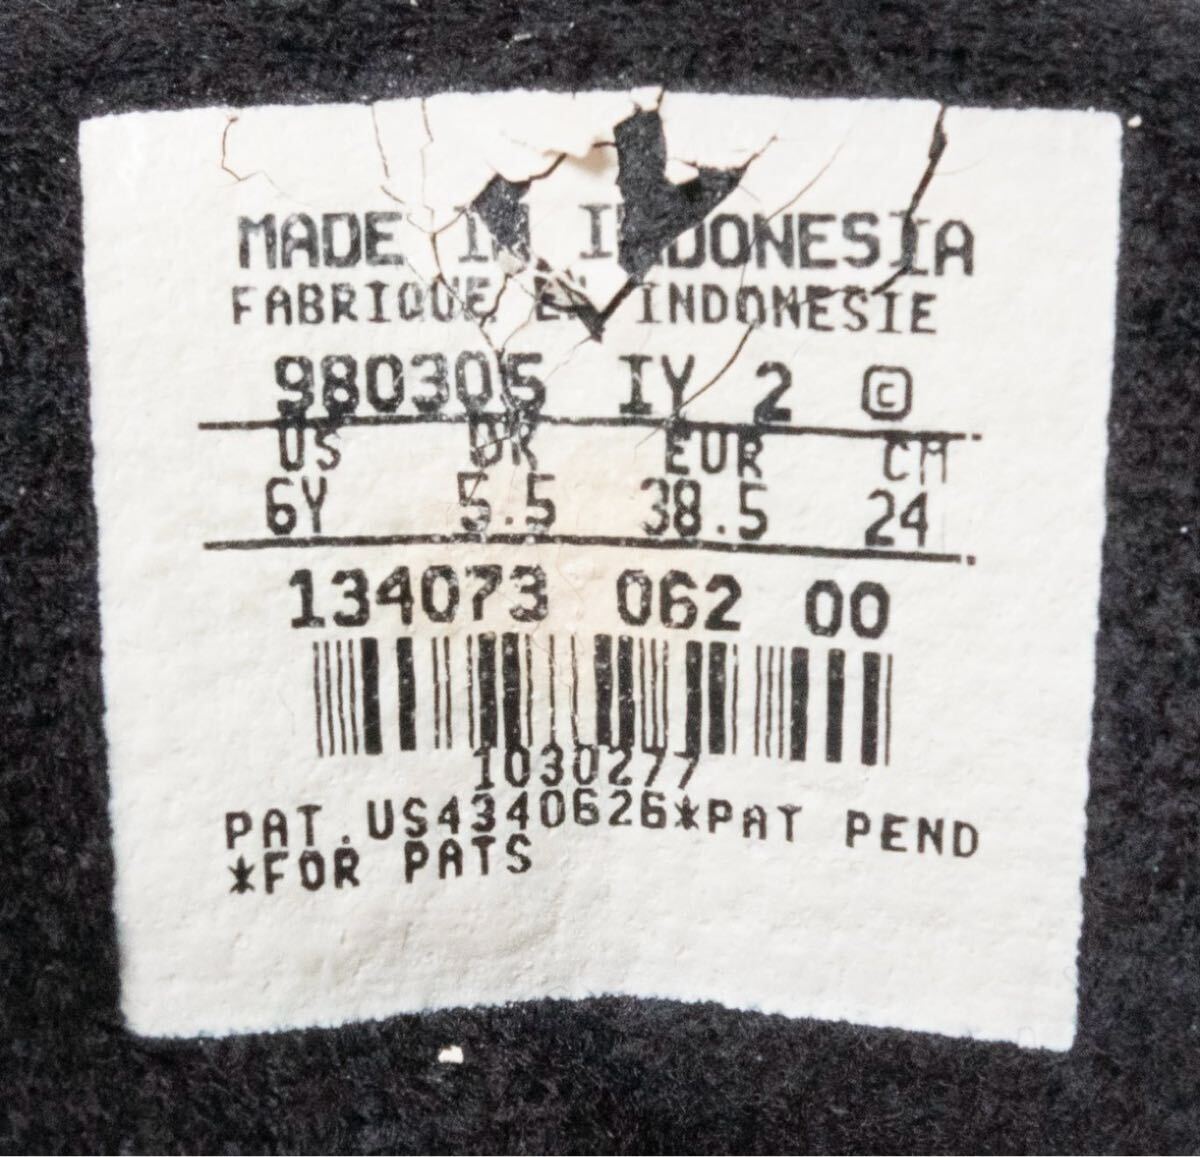 MADE IN INDONESIA
FABRIQUE EN INDONESIE
980305 IY 2 ©
US UK EUR CM
6Y 5.5 38.5 24
134073 062 00
1030277
PAT.US4340626*PAT PEND
*FOR PATS